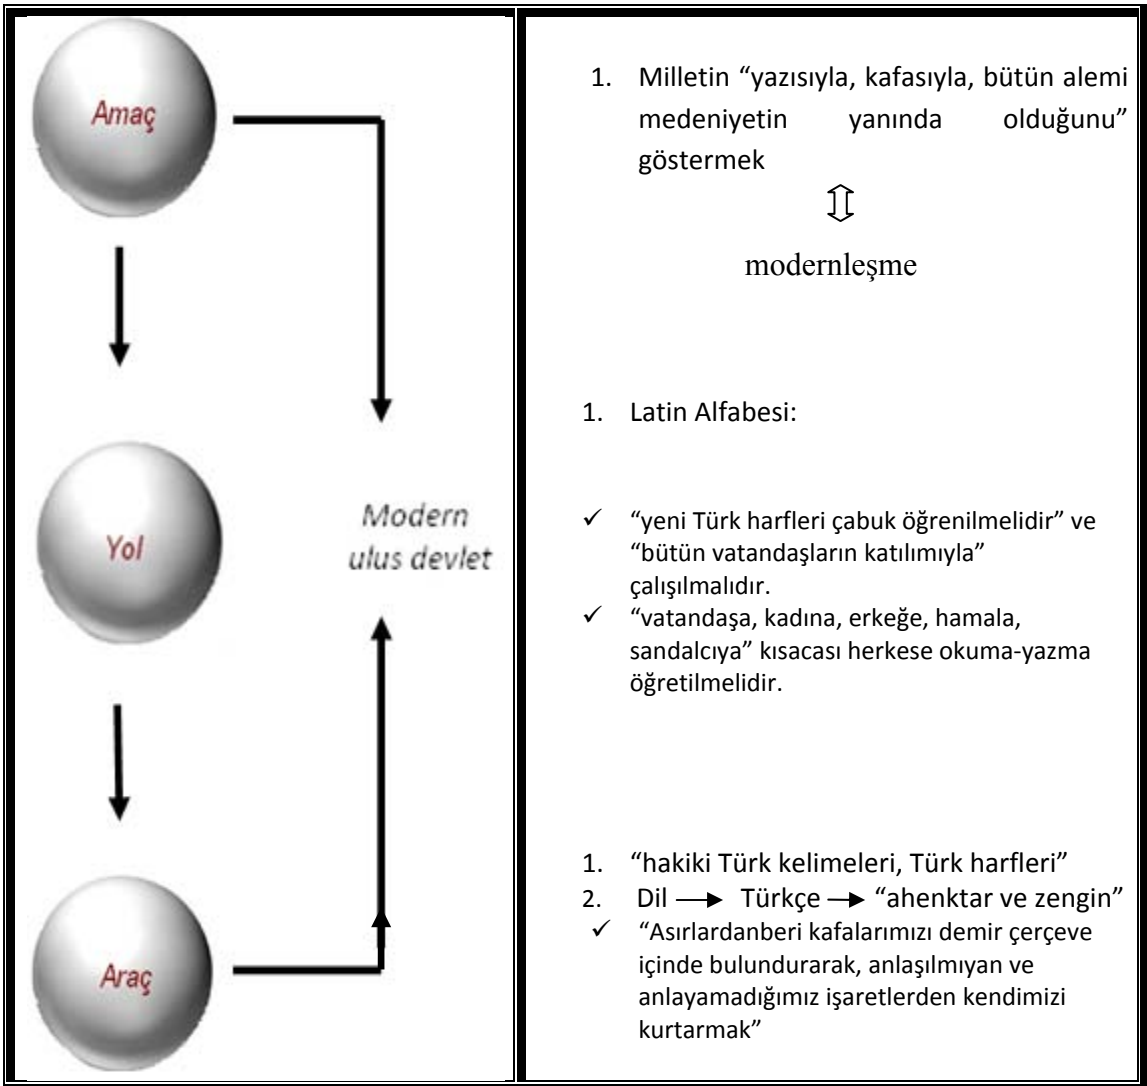 Amaç
Yol
Modern
ulus devlet
Araç
1. Milletin “yazısıyla, kafasıyla, bütün alemi
medeniyetin yanında olduğunu”
göstermek
⇕
modernleşme
1. Latin Alfabesi:
✓ “yeni Türk harfleri çabuk öğrenilmelidir” ve
“bütün vatandaşların katılımıyla”
çalışılmalıdır.
✓ “vatandaşa, kadına, erkeğe, hamala,
sandalcıya” kısacası herkese okuma-yazma
öğretilmelidir.
1. “hakiki Türk kelimeleri, Türk harfleri”
2. Dil → Türkçe → “ahenktar ve zengin”
✓ “Asırlardanberi kafalarımızı demir çerçeve
içinde bulundurarak, anlaşılmıyan ve
anlayamadığımız işaretlerden kendimizi
kurtarmak”